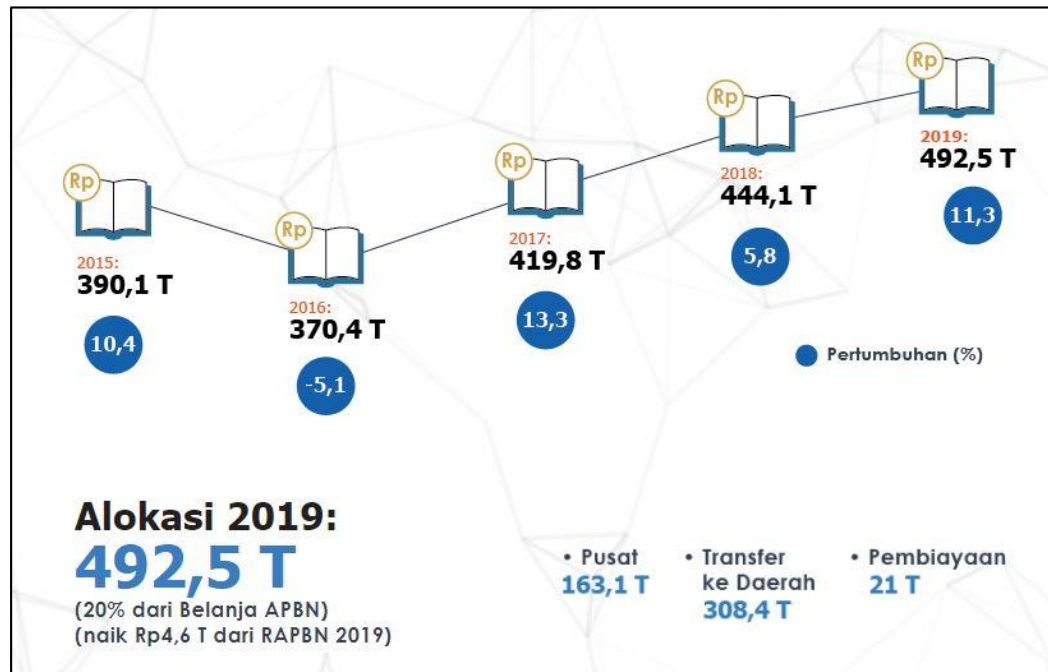 Rp
2015:
390,1 T
10,4
Rp
2016:
370,4 T
-5,1
Rp
2017:
419,8 T
13,3
Rp
2018:
444,1 T
5,8
Rp
2019:
492,5 T
11,3
Pertumbuhan (%)
Alokasi 2019:
492,5 T
(20% dari Belanja APBN)
(naik Rp4,6 T dari RAPBN 2019)
• Pusat
163,1 T
• Transfer
ke Daerah
308,4 T
• Pembiayaan
21 T